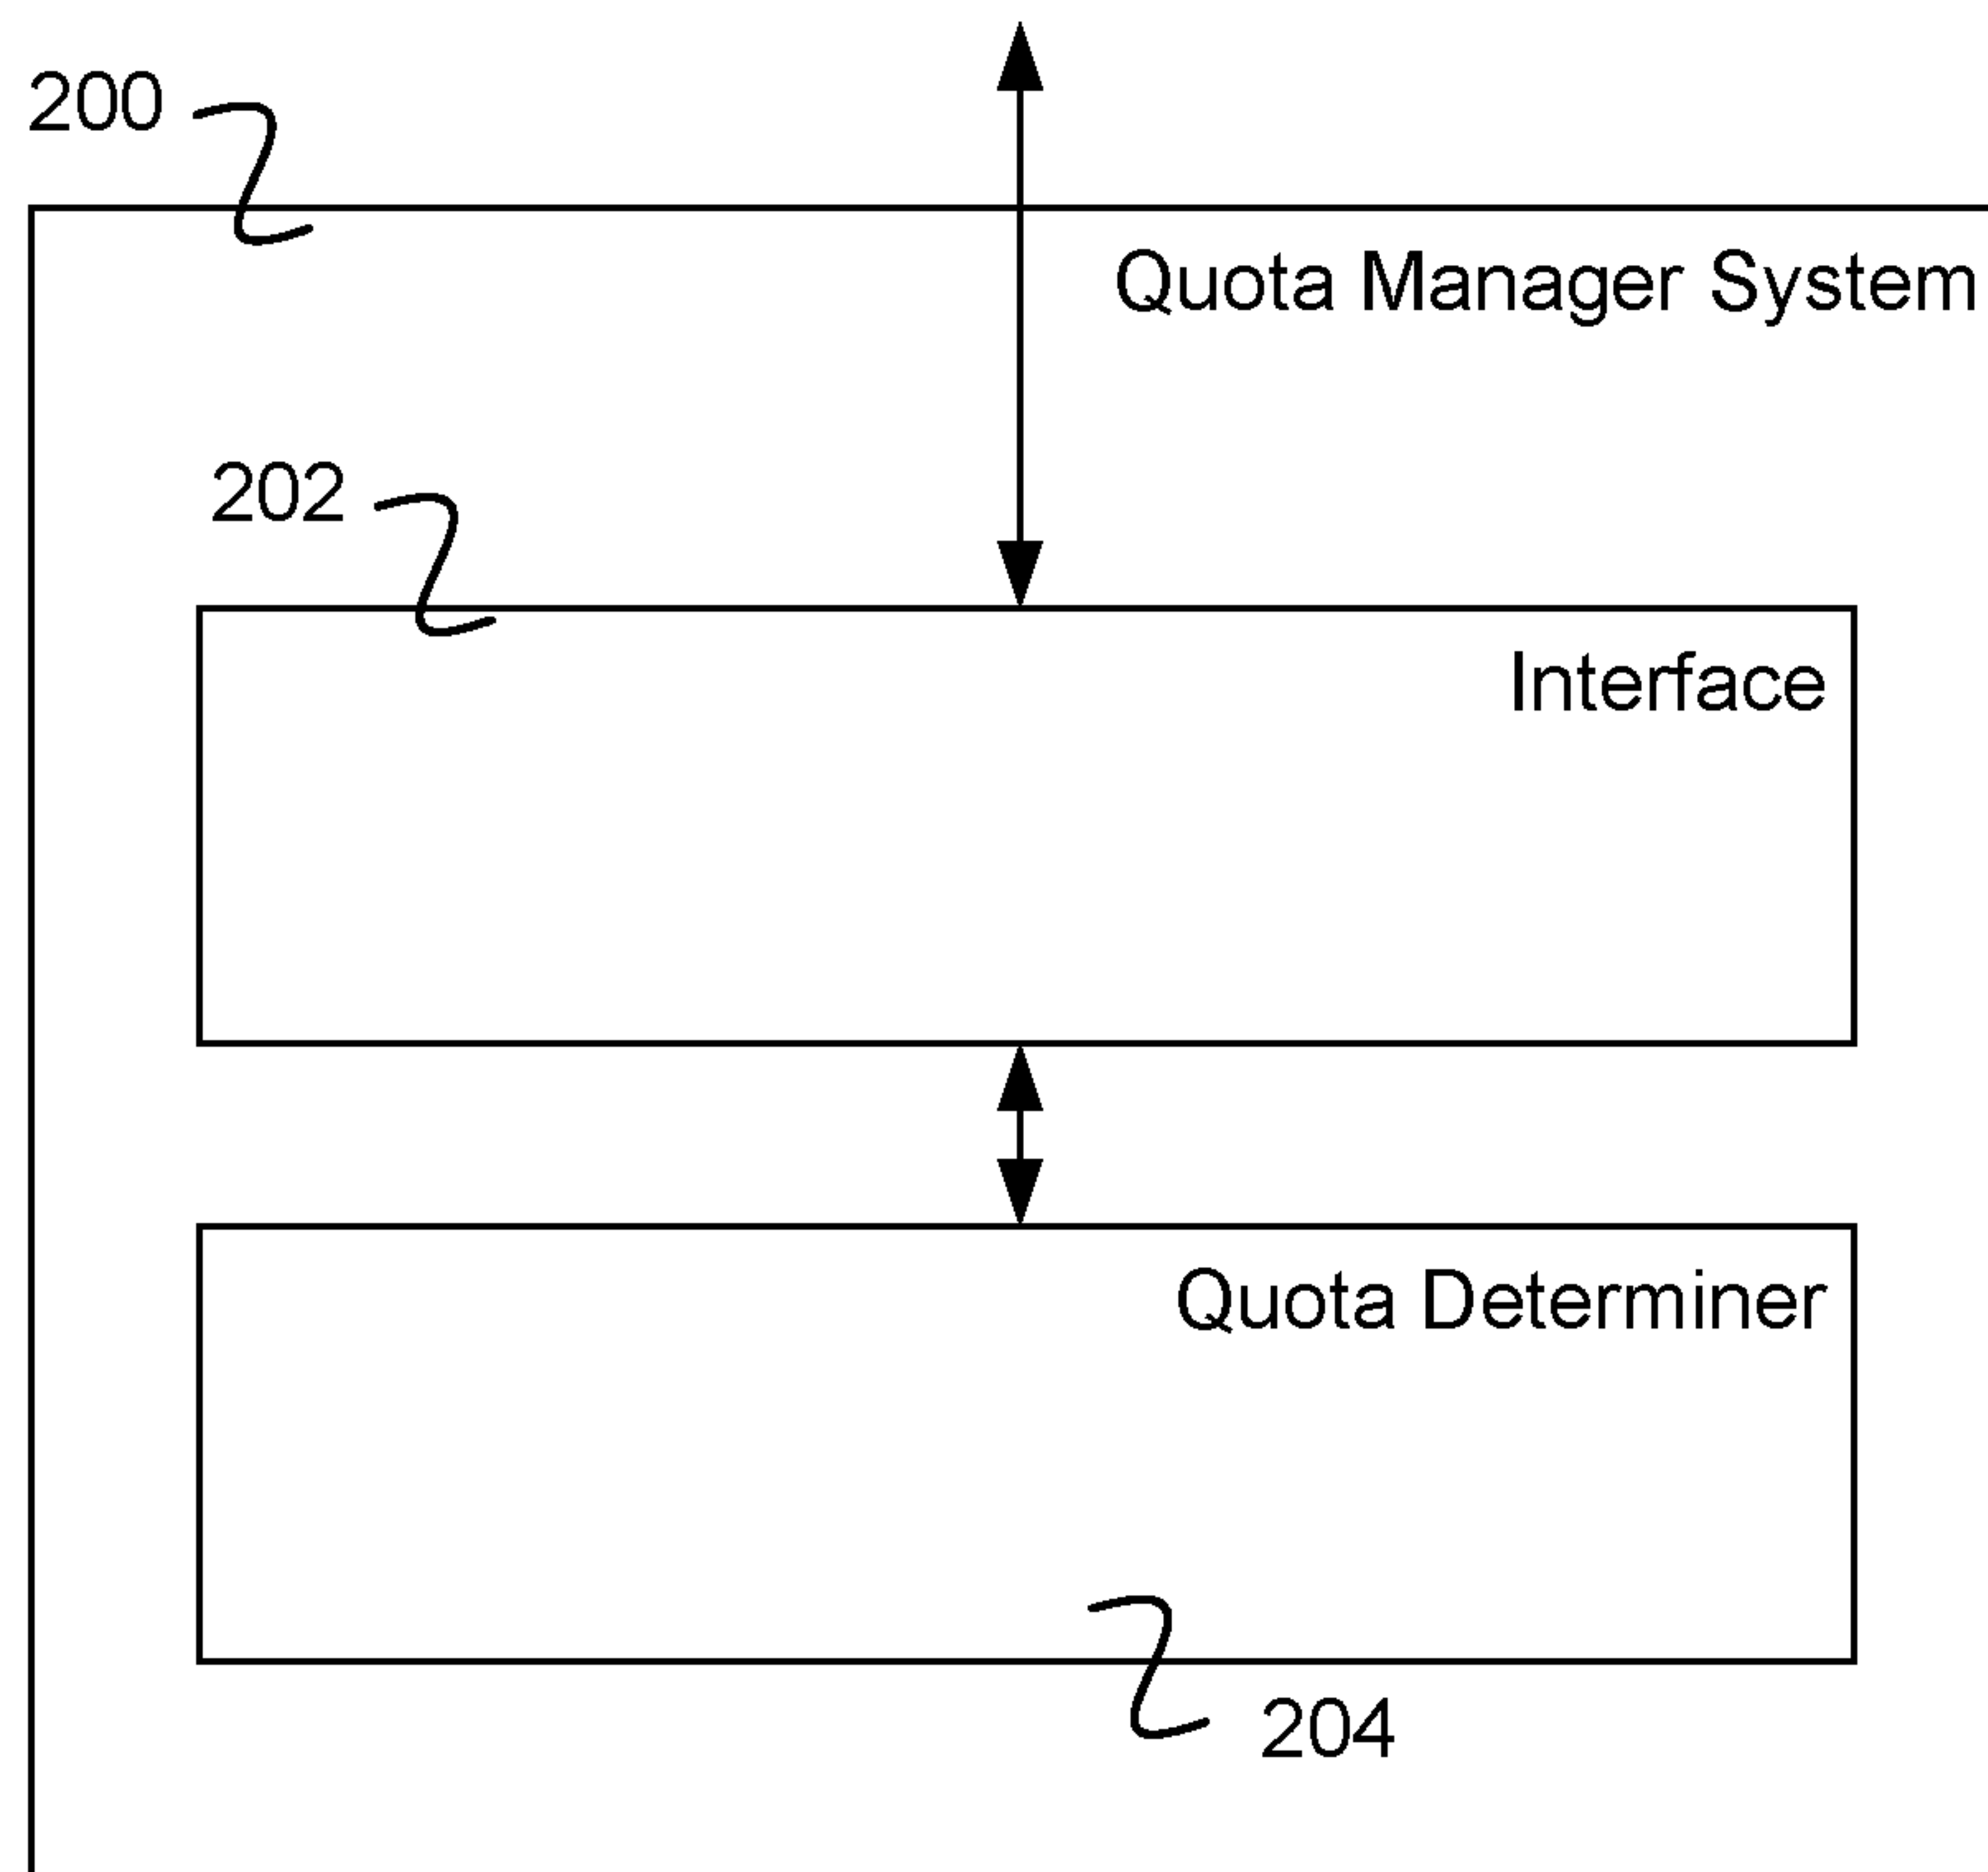 200
Quota Manager System
202
Interface
Quota Determiner
204